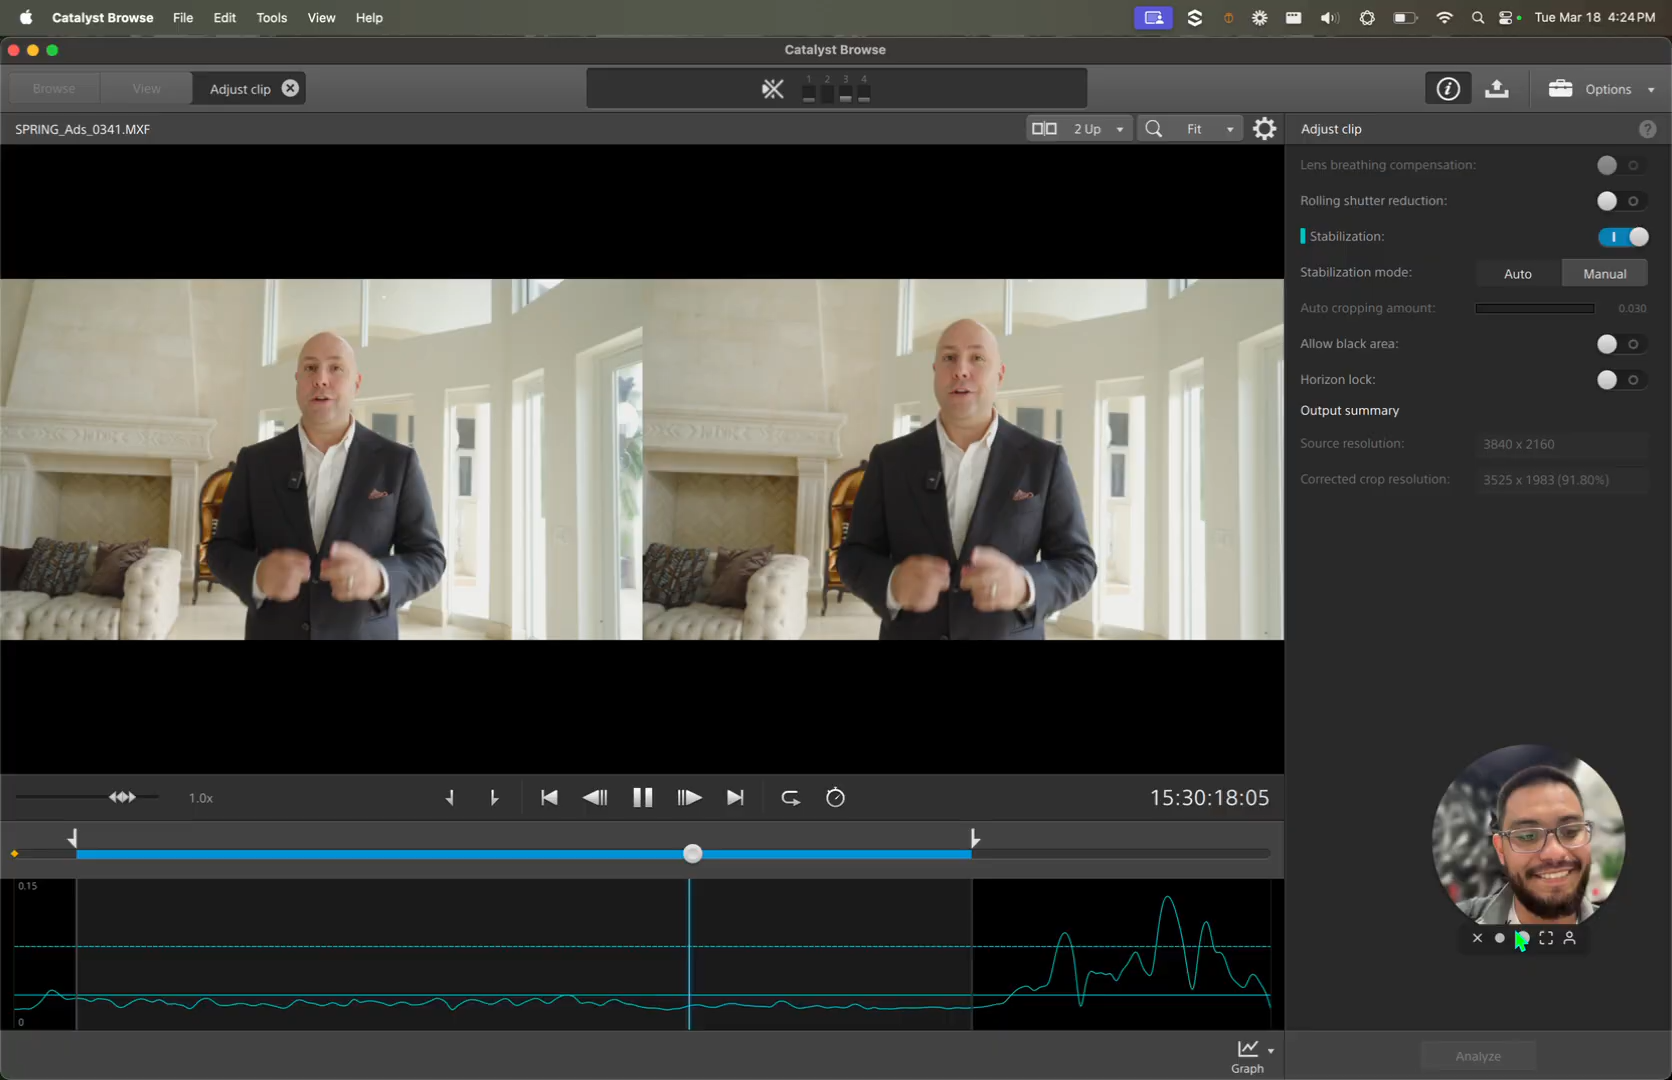 Catalyst Browse File Edit Tools View Help Tue Mar 18 4:24 PM
Catalyst Browse
Browse View Adjust clip 1 2 3 4 Options
SPRING_Ads_0341.MXF 2 Up Fit Adjust clip ?
Lens breathing compensation:
Rolling shutter reduction:
Stabilization:
Stabilization mode: Auto Manual
Auto cropping amount: 0.030
Allow black area:
Horizon lock:
Output summary
Source resolution: 3840 x 2160
Corrected crop resolution: 3525 x 1983 (91.80%)
1.0x 15:30:18:05
0.15
0
Graph
Analyze